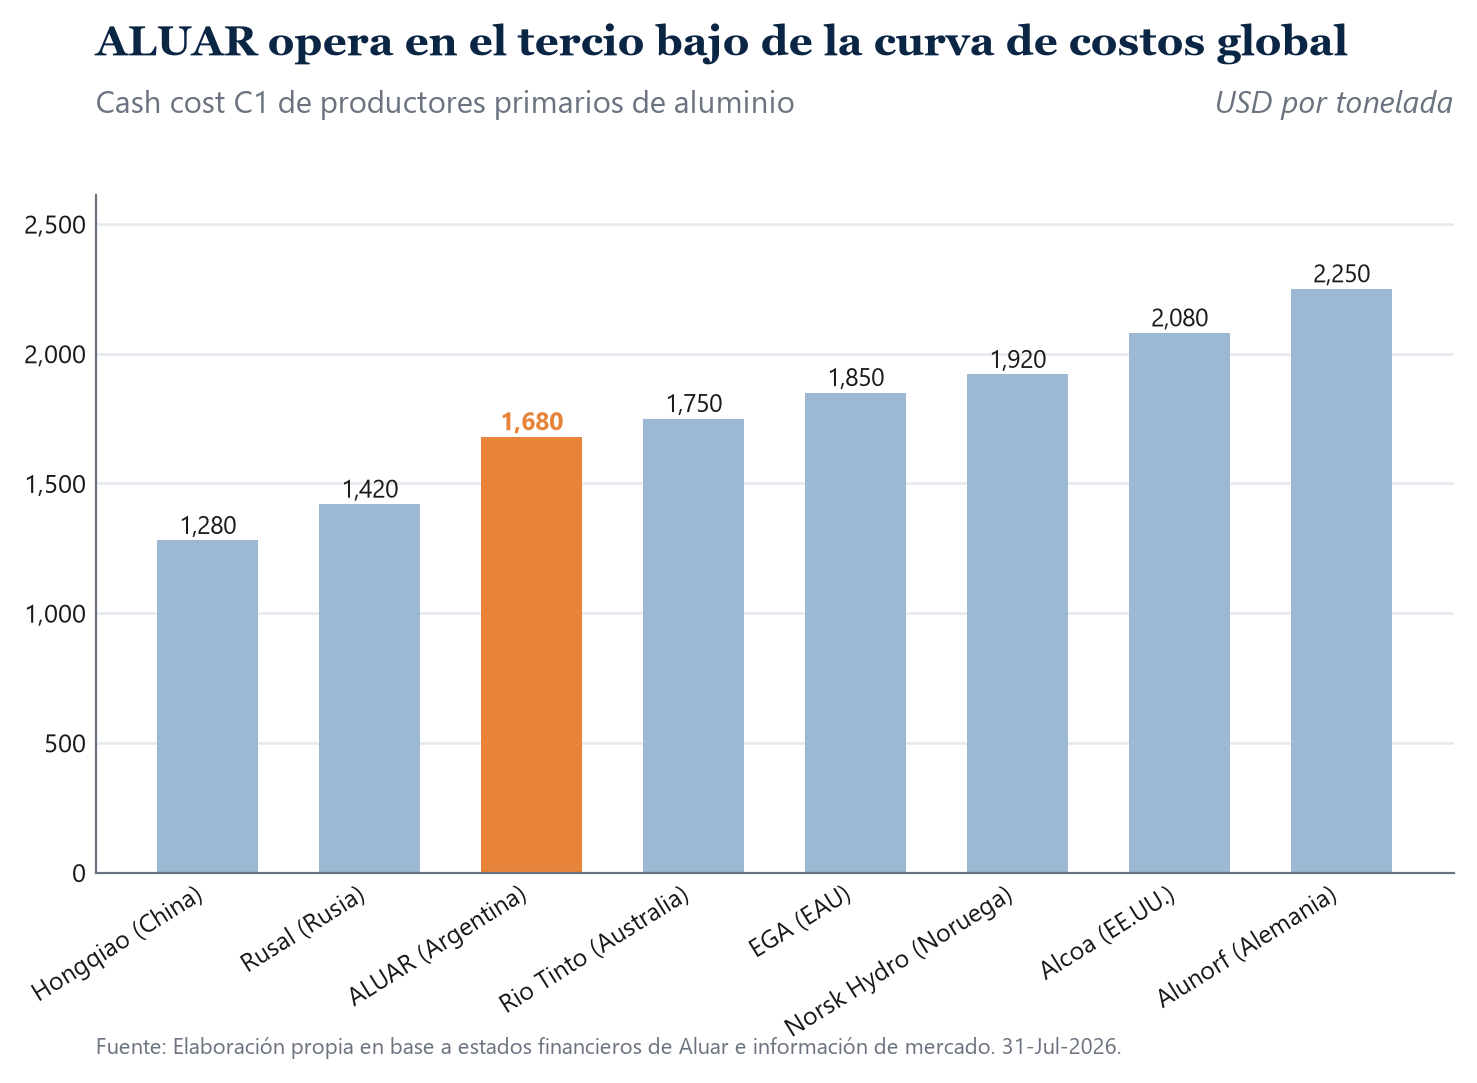 ALUAR opera en el tercio bajo de la curva de costos global
Cash cost C1 de productores primarios de aluminio
USD por tonelada
2,500
2,000
1,500
1,000
500
0
1,280
1,420
1,680
1,750
1,850
1,920
2,080
2,250
Hongqiao (China)
Rusal (Rusia)
ALUAR (Argentina)
Rio Tinto (Australia)
EGA (EAU)
Norsk Hydro (Noruega)
Alcoa (EE.UU.)
Alunorf (Alemania)
Fuente: Elaboración propia en base a estados financieros de Aluar e información de mercado. 31-Jul-2026.